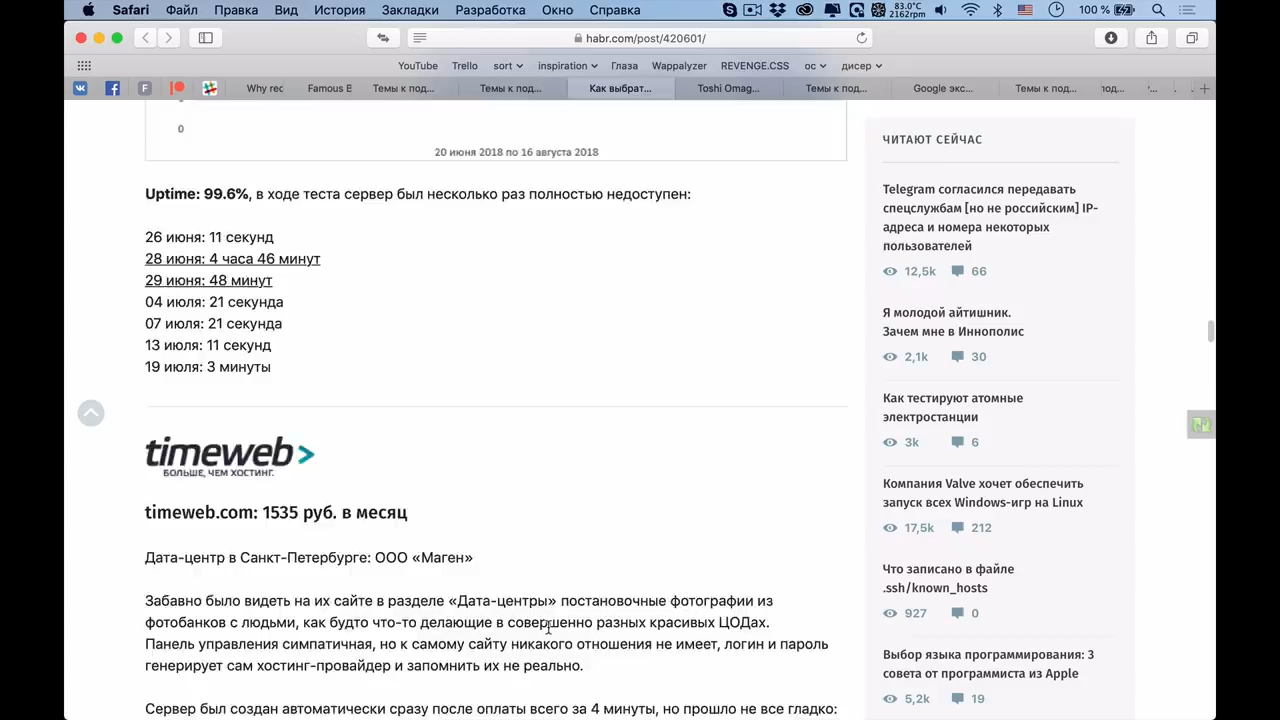 Safari Файл Правка Вид История Закладки Разработка Окно Справка 83.0°C 2162rpm 100 %
habr.com/post/420601/
YouTube Trello sort inspiration Глаза Wappalyzer REVENGE.CSS ос дисер
Why rec Famous B Темы к под... Темы к под... Как выбрат... Toshi Omag... Темы к под... Google экс... Темы к под... под...
0
20 июня 2018 по 16 августа 2018
Uptime: 99.6%, в ходе теста сервер был несколько раз полностью недоступен:
26 июня: 11 секунд
28 июня: 4 часа 46 минут
29 июня: 48 минут
04 июля: 21 секунда
07 июля: 21 секунда
13 июля: 11 секунд
19 июля: 3 минуты
timeweb>
БОЛЬШЕ, ЧЕМ ХОСТИНГ.
timeweb.com: 1535 руб. в месяц
Дата-центр в Санкт-Петербурге: ООО «Маген»
Забавно было видеть на их сайте в разделе «Дата-центры» постановочные фотографии из
фотобанков с людьми, как будто что-то делающие в совершенно разных красивых ЦОДах.
Панель управления симпатичная, но к самому сайту никакого отношения не имеет, логин и пароль
генерирует сам хостинг-провайдер и запомнить их не реально.
Сервер был создан автоматически сразу после оплаты всего за 4 минуты, но прошло не все гладко:
ЧИТАЮТ СЕЙЧАС
Telegram согласился передавать
спецслужбам [но не российским] IP-
адреса и номера некоторых
пользователей
12,5k 66
Я молодой айтишник.
Зачем мне в Иннополис
2,1k 30
Как тестируют атомные
электростанции
3k 6
Компания Valve хочет обеспечить
запуск всех Windows-игр на Linux
17,5k 212
Что записано в файле
.ssh/known_hosts
927 0
Выбор языка программирования: 3
совета от программиста из Apple
5,2k 19